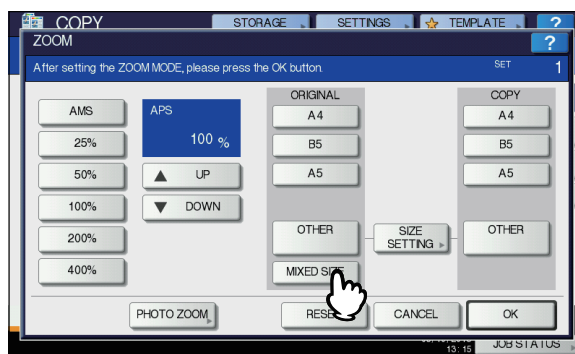 COPY
STORAGE SETTINGS TEMPLATE ?
ZOOM ?
After setting the ZOOM MODE, please press the OK button. SET 1
ORIGINAL COPY
AMS APS A4 A4
25% 100 % B5 B5
50% ▲ UP A5 A5
100% ▼ DOWN
200% OTHER SIZE SETTING OTHER
400% MIXED SIZE
PHOTO ZOOM RESET CANCEL OK
13:15 JOB STATUS